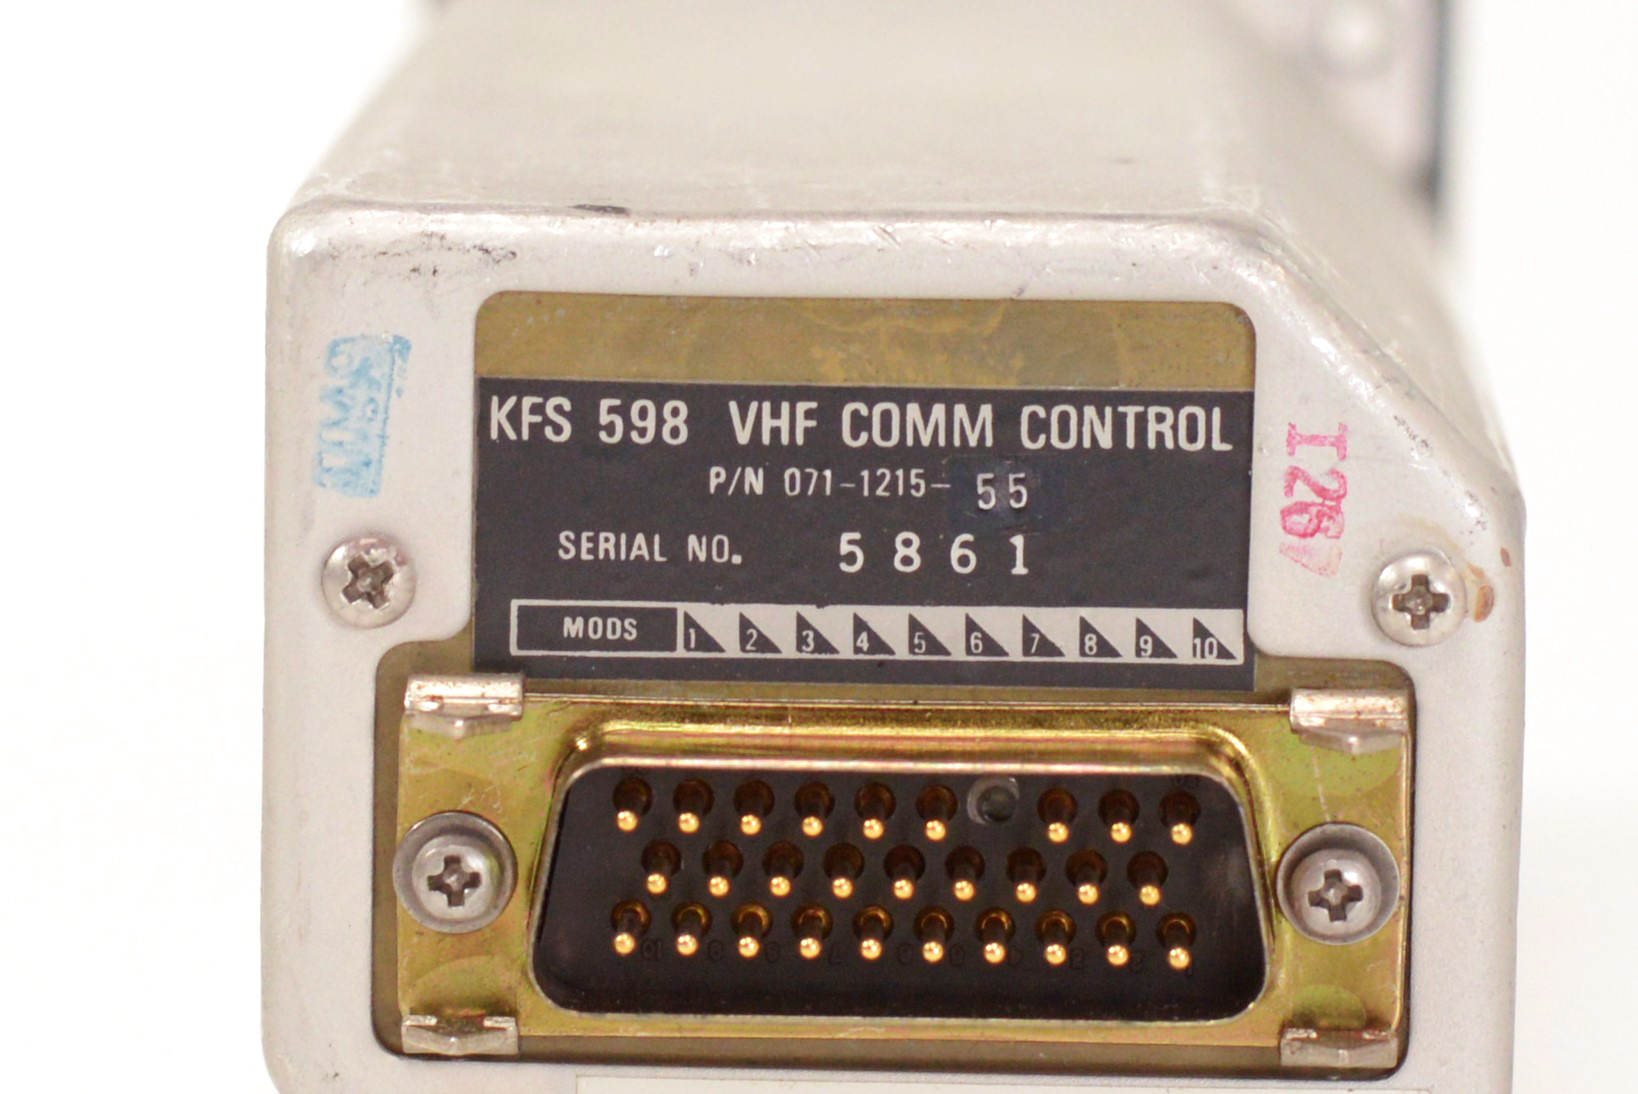 KFS 598 VHF COMM CONTROL
P/N 071-1215-55
SERIAL NO. 5861
MODS 1 2 3 4 5 6 7 8 9 10
I26